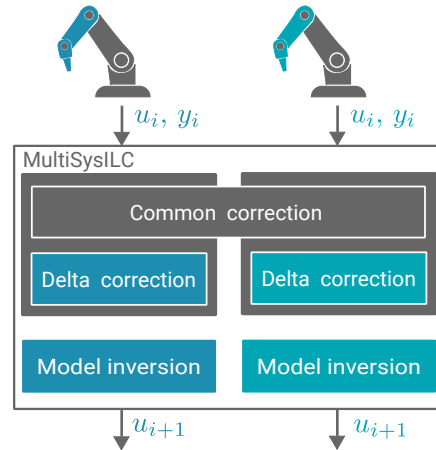 u_i, y_i u_i, y_i
MultiSysILC
Common correction
Delta correction Delta correction
Model inversion Model inversion
u_{i+1} u_{i+1}